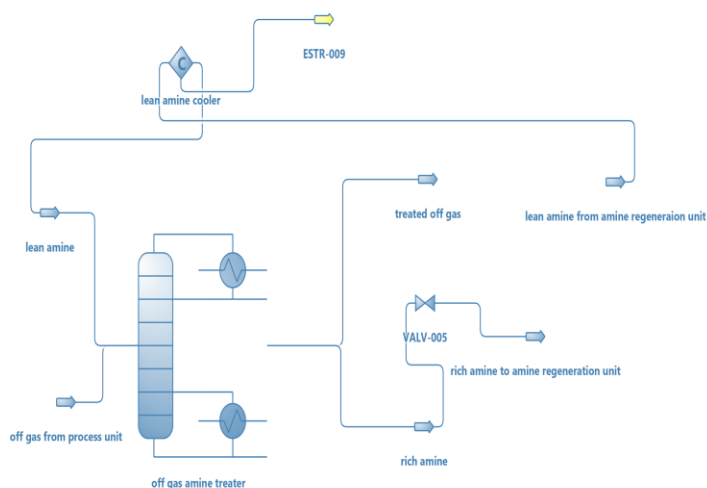 ESTR-009
C
lean amine cooler
treated off gas
lean amine from amine regeneraion unit
lean amine
VALV-005
rich amine to amine regeneration unit
off gas from process unit
rich amine
off gas amine treater